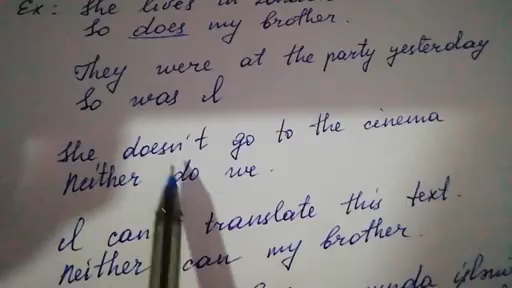 Ex: She lives in
So does my brother.
They were at the party yesterday
So was I
She doesn't go to the cinema
Neither do we.
I can translate this text.
Neither can my brother.